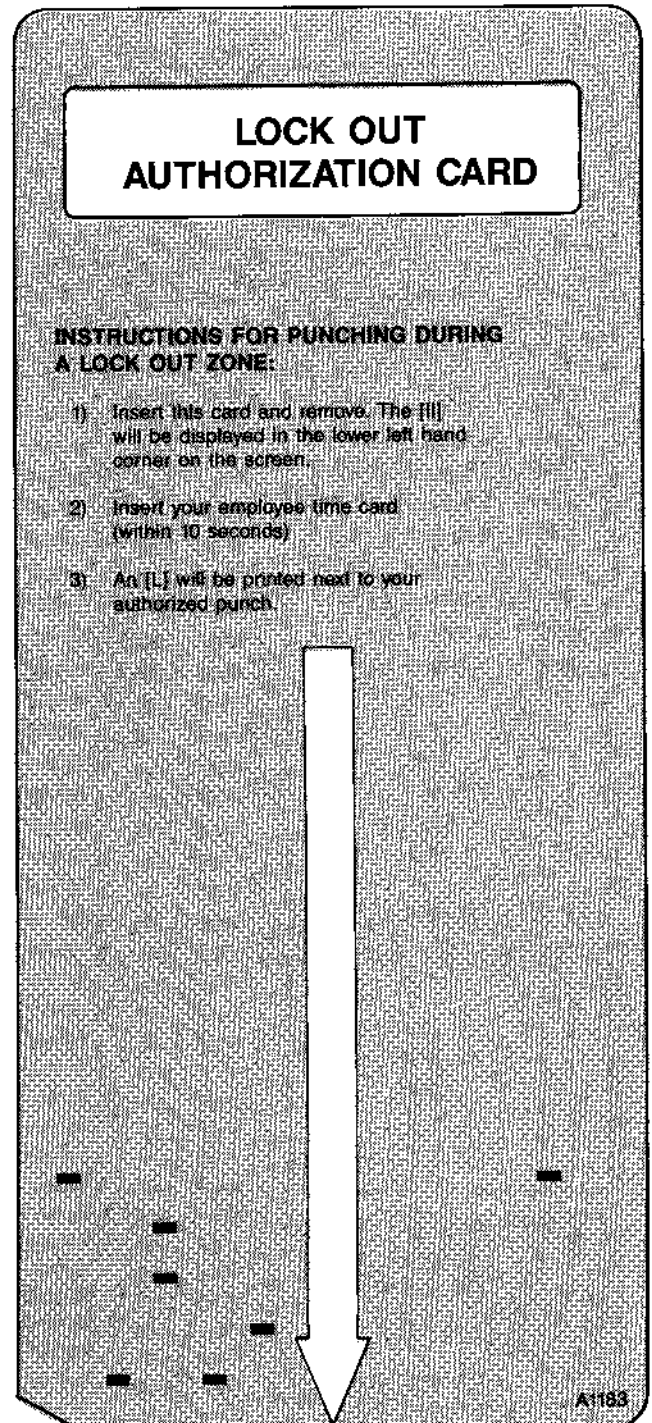 LOCK OUT
AUTHORIZATION CARD
INSTRUCTIONS FOR PUNCHING DURING
A LOCK OUT ZONE:
1) Insert this card and remove. The [II]
will be displayed in the lower left hand
corner on the screen.
2) Insert your employee time card
(within 10 seconds)
3) An [L] will be printed next to your
authorized punch.
A1183